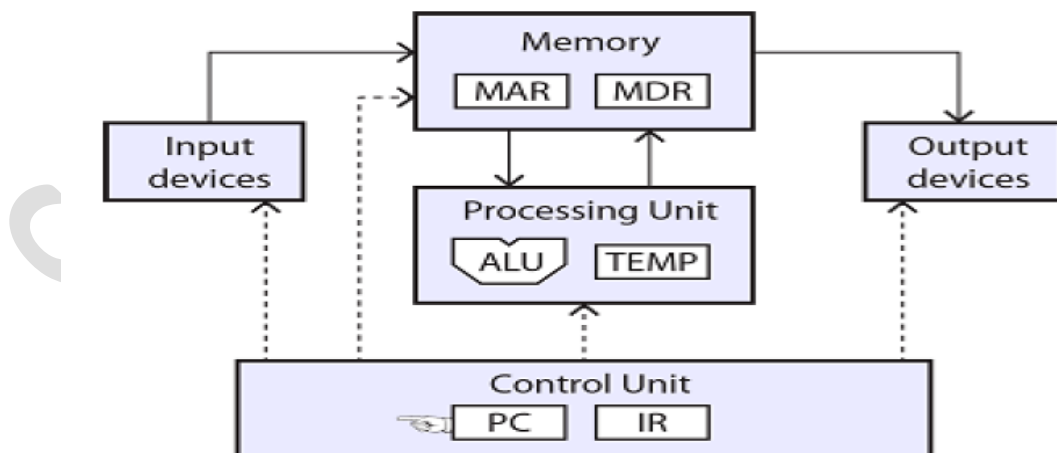 Memory
MAR MDR
Input
devices
Output
devices
Processing Unit
ALU TEMP
Control Unit
PC IR